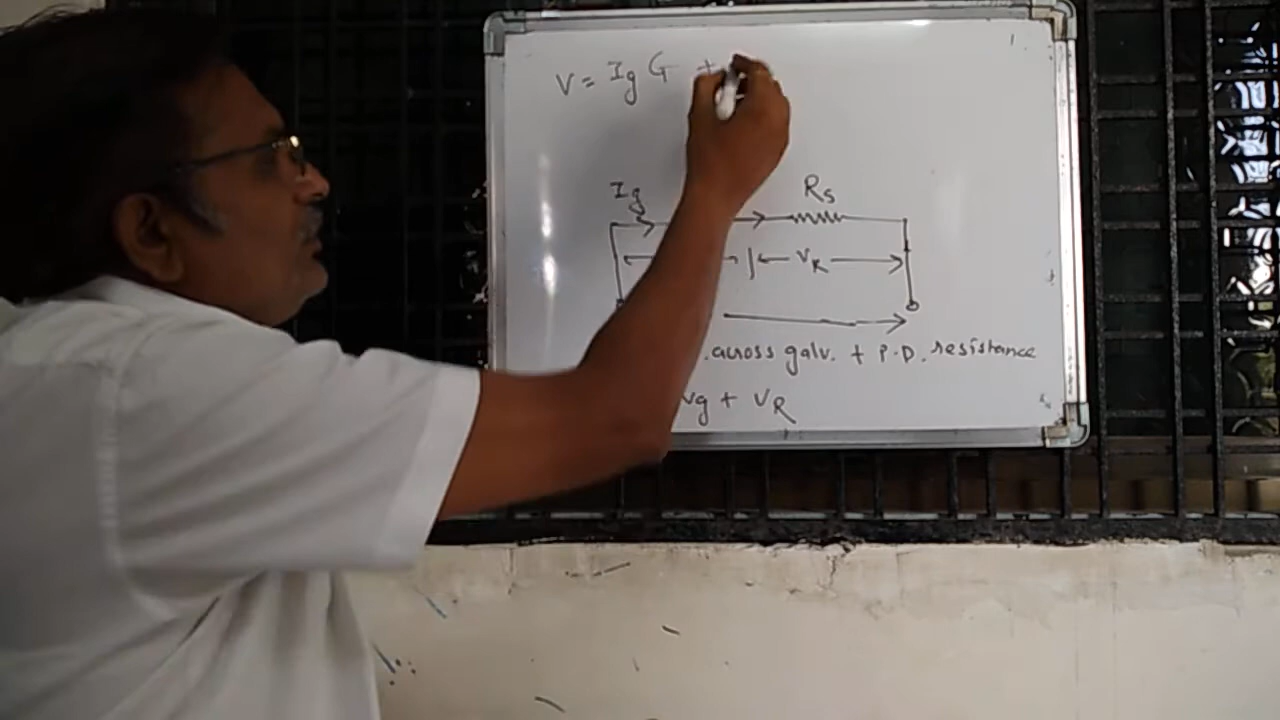 V = Ig G +
Ig
Rs
VR
across galv. + P.D. resistance
Vg + VR